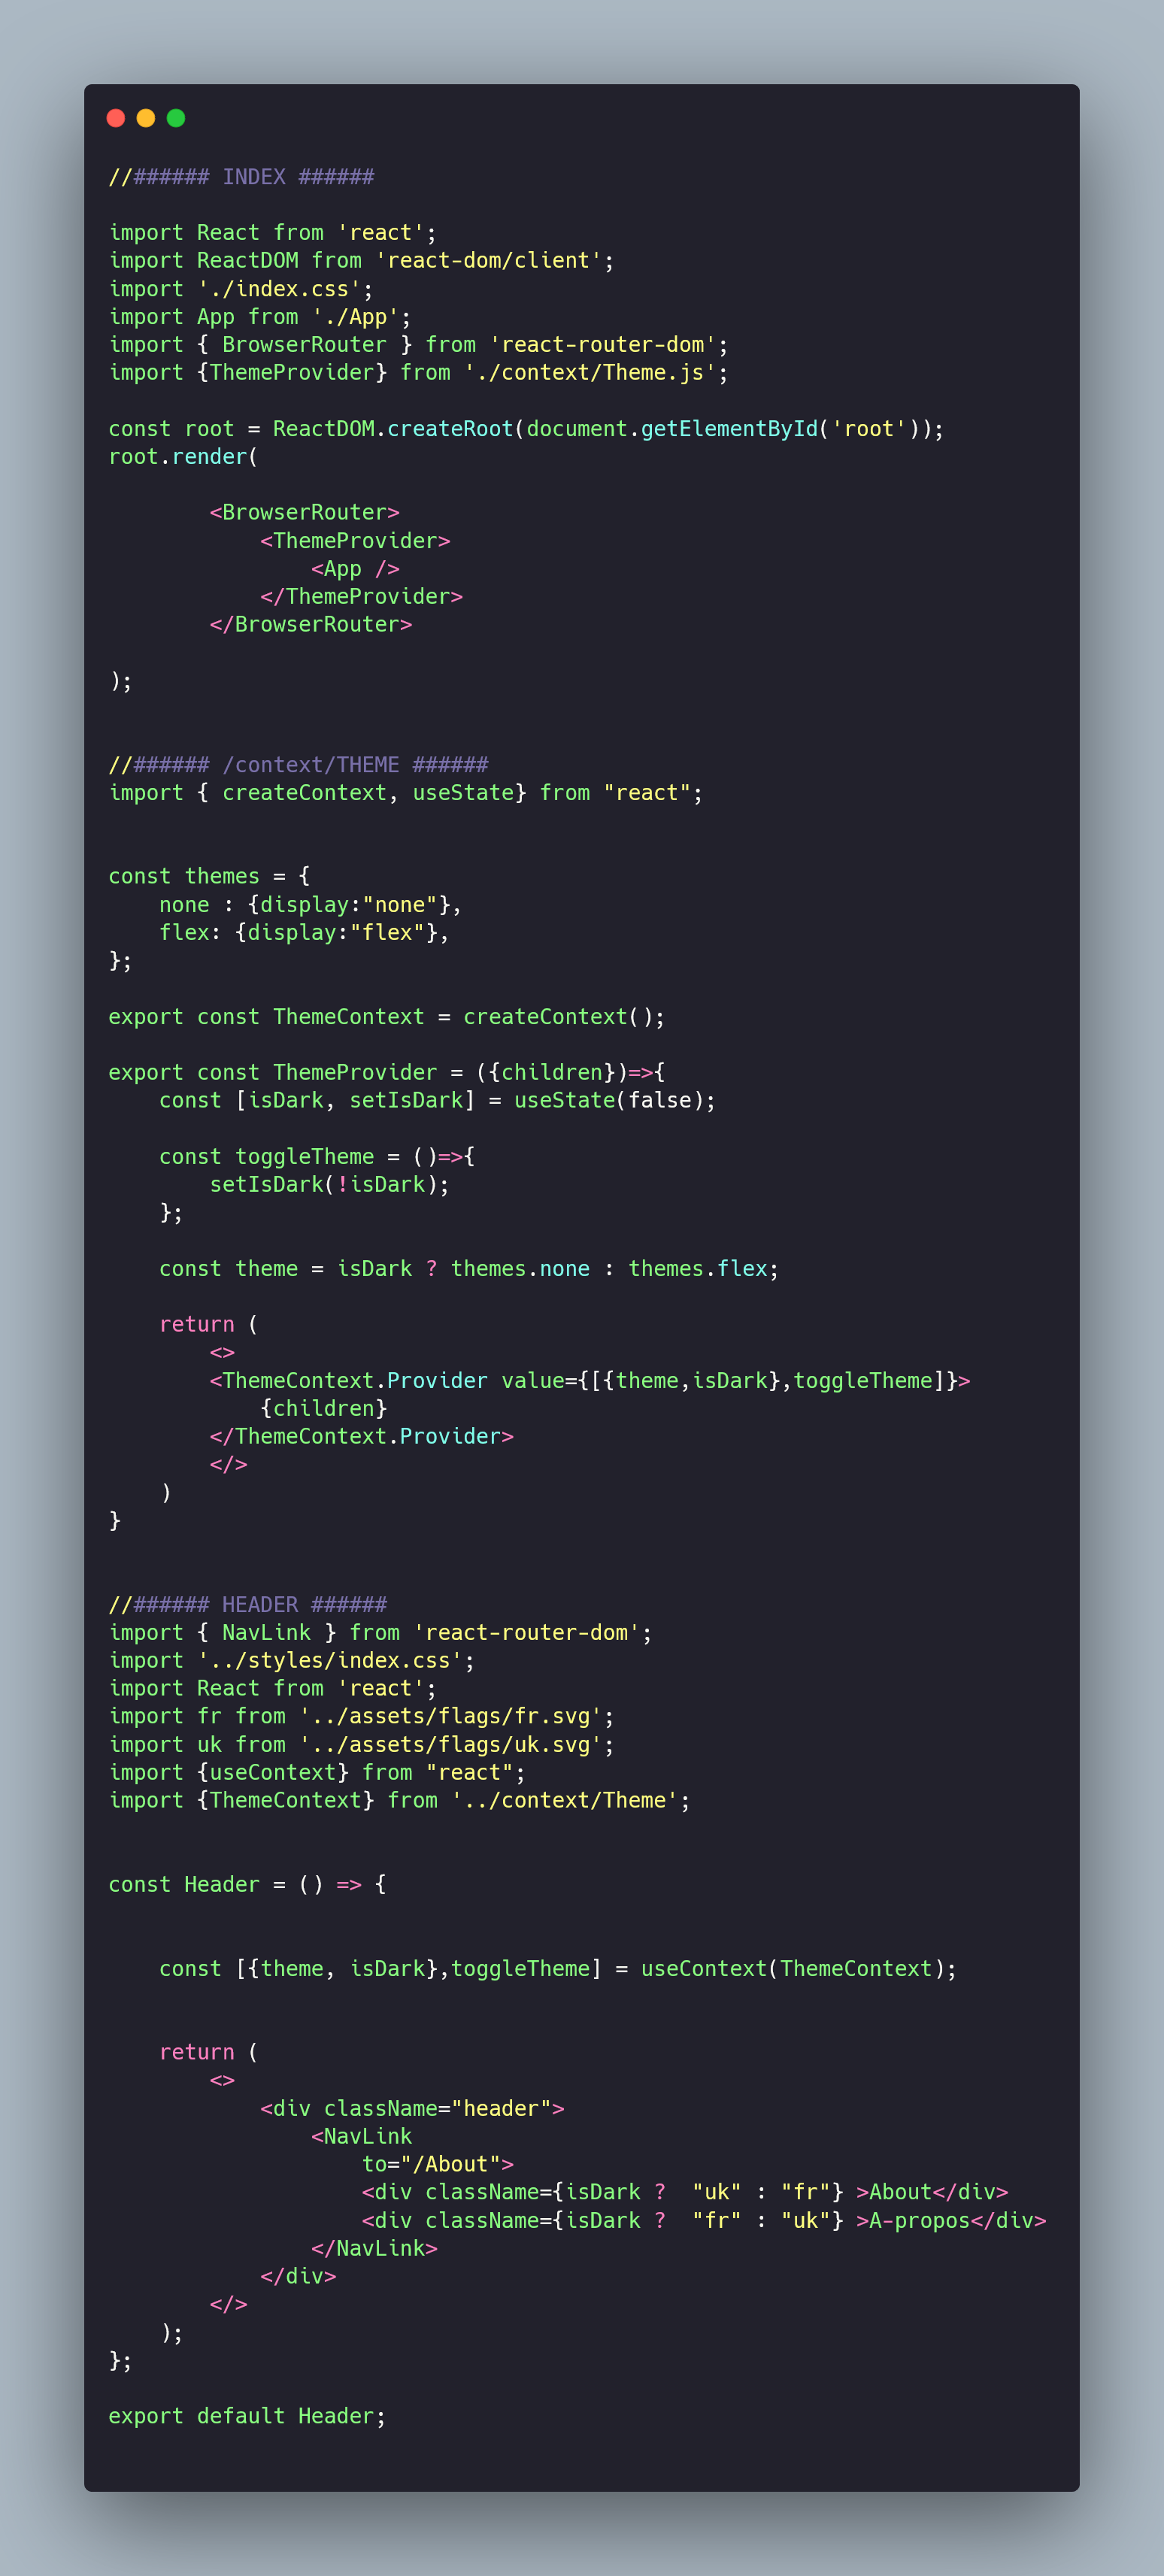 //###### INDEX ######
import React from 'react';
import ReactDOM from 'react-dom/client';
import './index.css';
import App from './App';
import { BrowserRouter } from 'react-router-dom';
import {ThemeProvider} from './context/Theme.js';
const root = ReactDOM.createRoot(document.getElementById('root'));
root.render(
        <BrowserRouter>
            <ThemeProvider>
                <App />
            </ThemeProvider>
        </BrowserRouter>
);
//###### /context/THEME ######
import { createContext, useState} from "react";
const themes = {
    none : {display:"none"},
    flex: {display:"flex"},
};
export const ThemeContext = createContext();
export const ThemeProvider = ({children})=>{
    const [isDark, setIsDark] = useState(false);
    const toggleTheme = ()=>{
        setIsDark(!isDark);
    };
    const theme = isDark ? themes.none : themes.flex;
    return (
        <>
        <ThemeContext.Provider value={[{theme,isDark},toggleTheme]}>
            {children}
        </ThemeContext.Provider>
        </>
    )
}
//###### HEADER ######
import { NavLink } from 'react-router-dom';
import '../styles/index.css';
import React from 'react';
import fr from '../assets/flags/fr.svg';
import uk from '../assets/flags/uk.svg';
import {useContext} from "react";
import {ThemeContext} from '../context/Theme';
const Header = () => {
    const [{theme, isDark},toggleTheme] = useContext(ThemeContext);
    return (
        <>
            <div className="header">
                <NavLink
                    to="/About">
                    <div className={isDark ?  "uk" : "fr"} >About</div>
                    <div className={isDark ?  "fr" : "uk"} >A-propos</div>
                </NavLink>
            </div>
        </>
    );
};
export default Header;